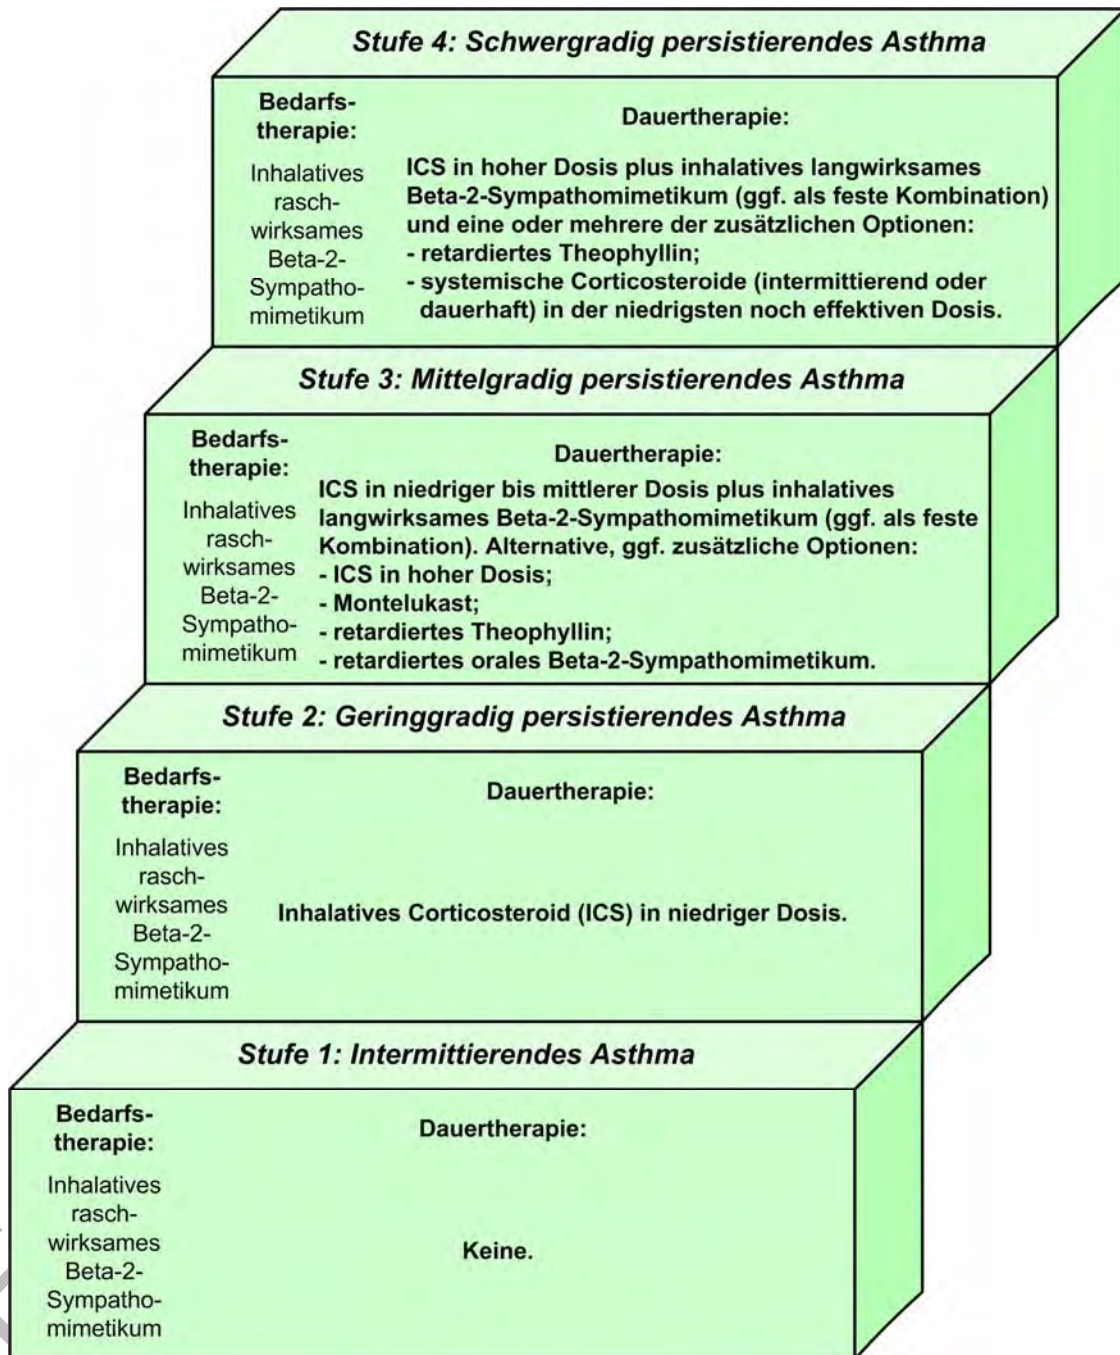 Stufe 4: Schwergradig persistierendes Asthma
Bedarfs-
therapie:
Inhalatives
rasch-
wirksames
Beta-2-
Sympatho-
mimetikum
Dauertherapie:
ICS in hoher Dosis plus inhalatives langwirksames
Beta-2-Sympathomimetikum (ggf. als feste Kombination)
und eine oder mehrere der zusätzlichen Optionen:
- retardiertes Theophyllin;
- systemische Corticosteroide (intermittierend oder
dauerhaft) in der niedrigsten noch effektiven Dosis.
Stufe 3: Mittelgradig persistierendes Asthma
Bedarfs-
therapie:
Inhalatives
rasch-
wirksames
Beta-2-
Sympatho-
mimetikum
Dauertherapie:
ICS in niedriger bis mittlerer Dosis plus inhalatives
langwirksames Beta-2-Sympathomimetikum (ggf. als feste
Kombination). Alternative, ggf. zusätzliche Optionen:
- ICS in hoher Dosis;
- Montelukast;
- retardiertes Theophyllin;
- retardiertes orales Beta-2-Sympathomimetikum.
Stufe 2: Geringgradig persistierendes Asthma
Bedarfs-
therapie:
Inhalatives
rasch-
wirksames
Beta-2-
Sympatho-
mimetikum
Dauertherapie:
Inhalatives Corticosteroid (ICS) in niedriger Dosis.
Stufe 1: Intermittierendes Asthma
Bedarfs-
therapie:
Inhalatives
rasch-
wirksames
Beta-2-
Sympatho-
mimetikum
Dauertherapie:
Keine.